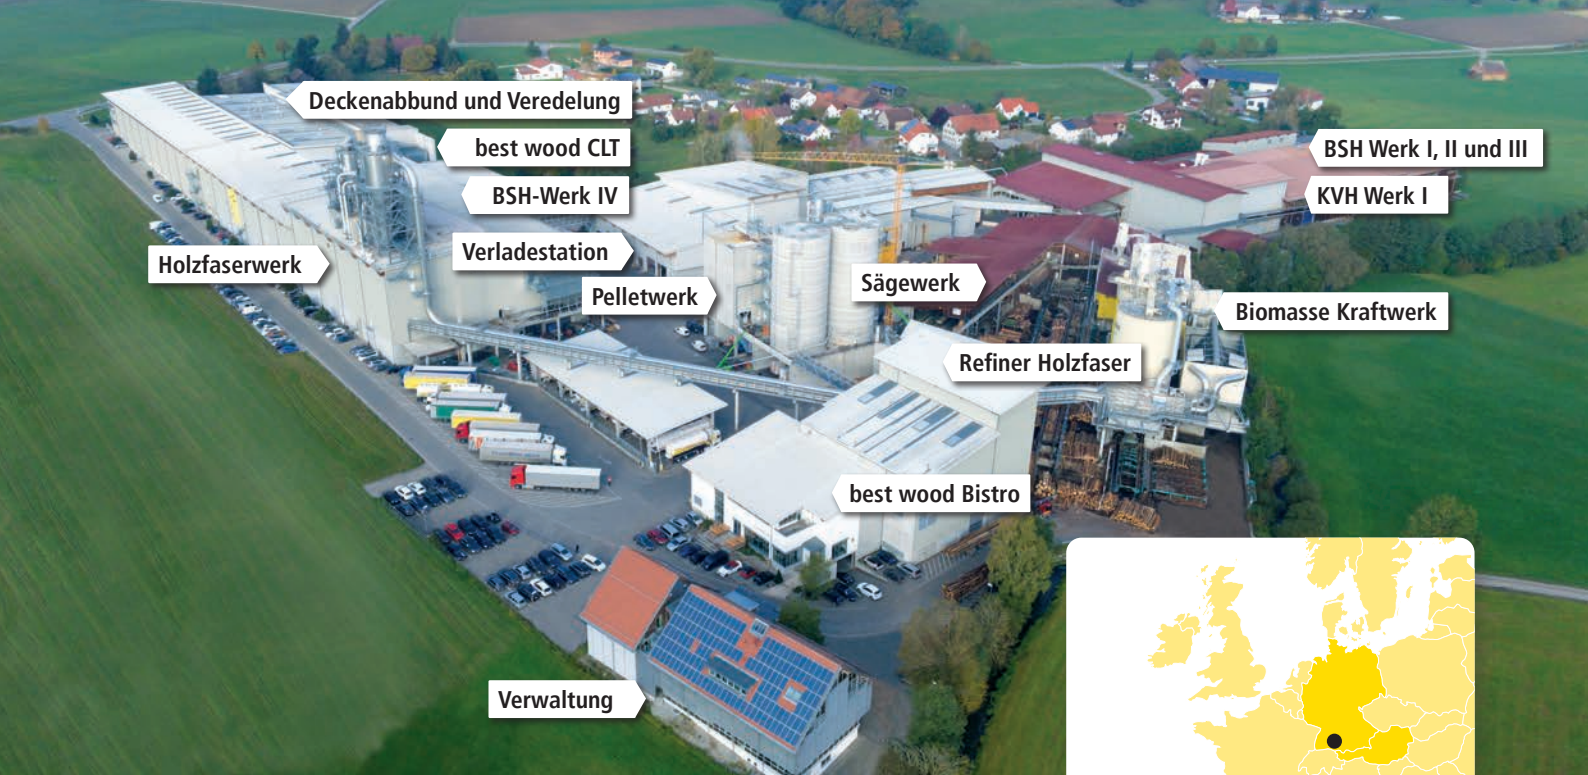 Deckenabbund und Veredelung
best wood CLT
BSH Werk I, II und III
BSH-Werk IV
KVH Werk I
Verladestation
Holzfaserwerk
Sägewerk
Pelletwerk
Biomasse Kraftwerk
Refiner Holzfaser
best wood Bistro
Verwaltung